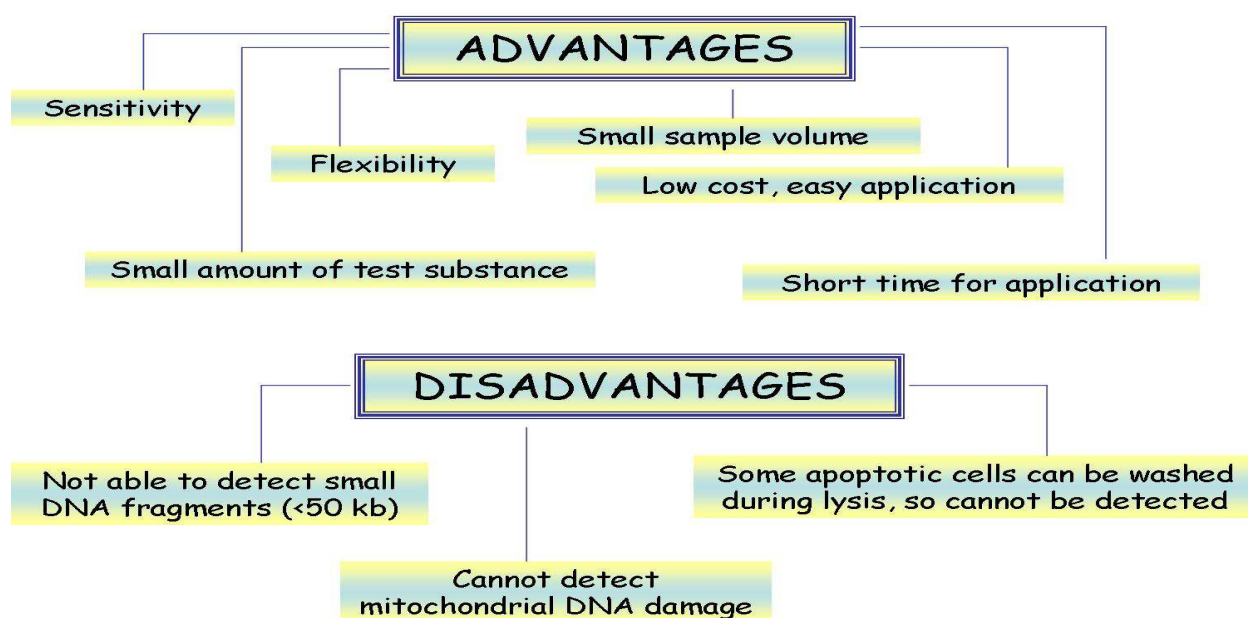 ADVANTAGES
Sensitivity
Flexibility
Small sample volume
Low cost, easy application
Small amount of test substance
Short time for application
DISADVANTAGES
Not able to detect small
DNA fragments (<50 kb)
Cannot detect
mitochondrial DNA damage
Some apoptotic cells can be washed
during lysis, so cannot be detected